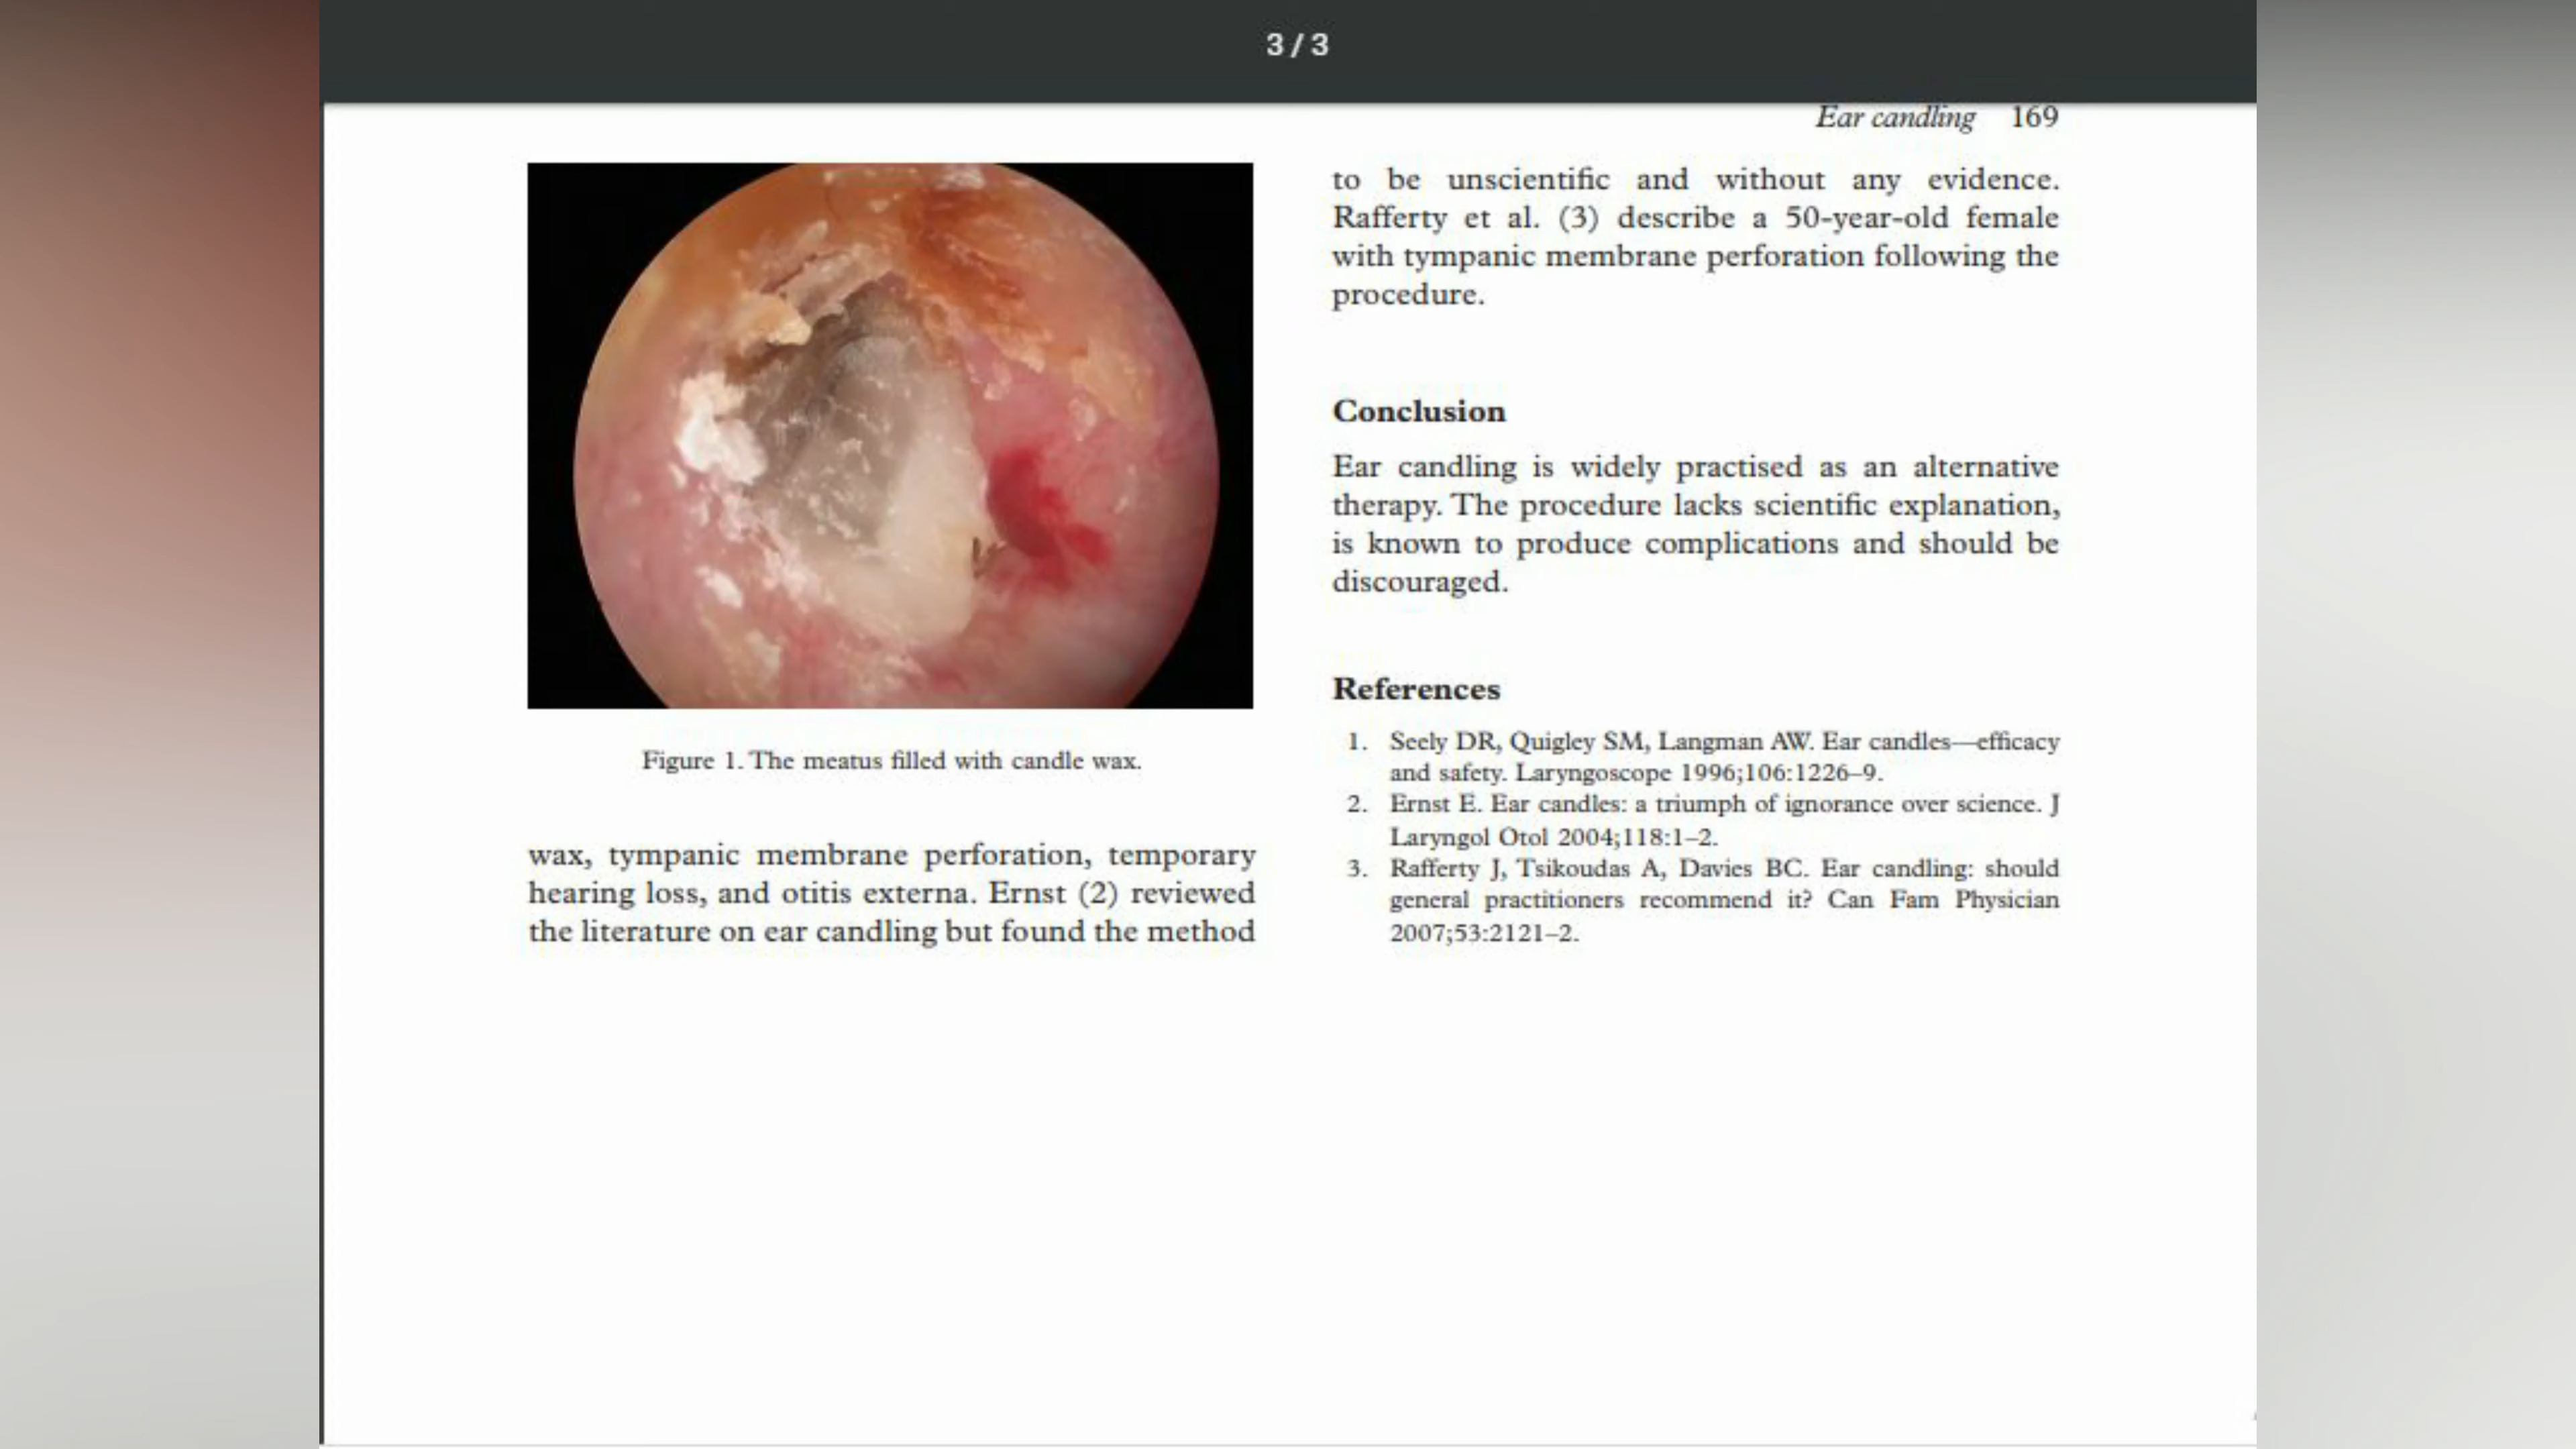 3 / 3
Ear candling 169
Figure 1. The meatus filled with candle wax.
wax, tympanic membrane perforation, temporary
hearing loss, and otitis externa. Ernst (2) reviewed
the literature on ear candling but found the method
to be unscientific and without any evidence.
Rafferty et al. (3) describe a 50-year-old female
with tympanic membrane perforation following the
procedure.
Conclusion
Ear candling is widely practised as an alternative
therapy. The procedure lacks scientific explanation,
is known to produce complications and should be
discouraged.
References
1. Seely DR, Quigley SM, Langman AW. Ear candles—efficacy
and safety. Laryngoscope 1996;106:1226–9.
2. Ernst E. Ear candles: a triumph of ignorance over science. J
Laryngol Otol 2004;118:1–2.
3. Rafferty J, Tsikoudas A, Davies BC. Ear candling: should
general practitioners recommend it? Can Fam Physician
2007;53:2121–2.